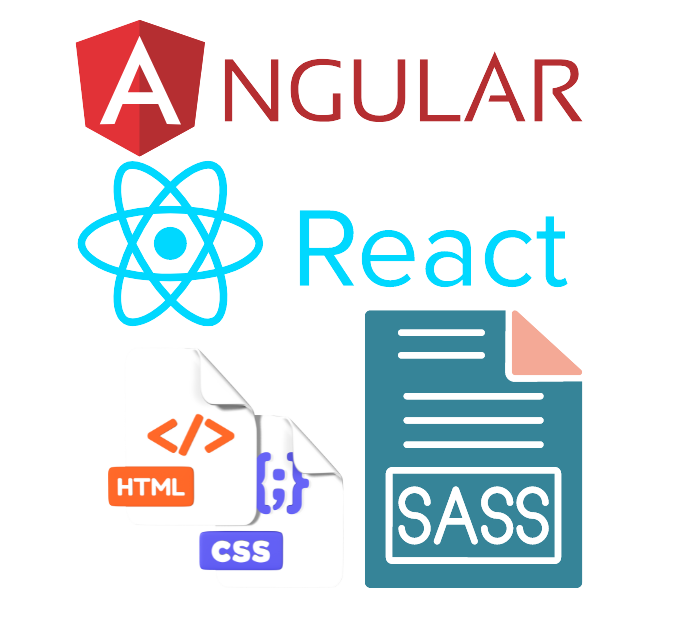 ANGULAR
React
</>
HTML
{;}
CSS
SASS